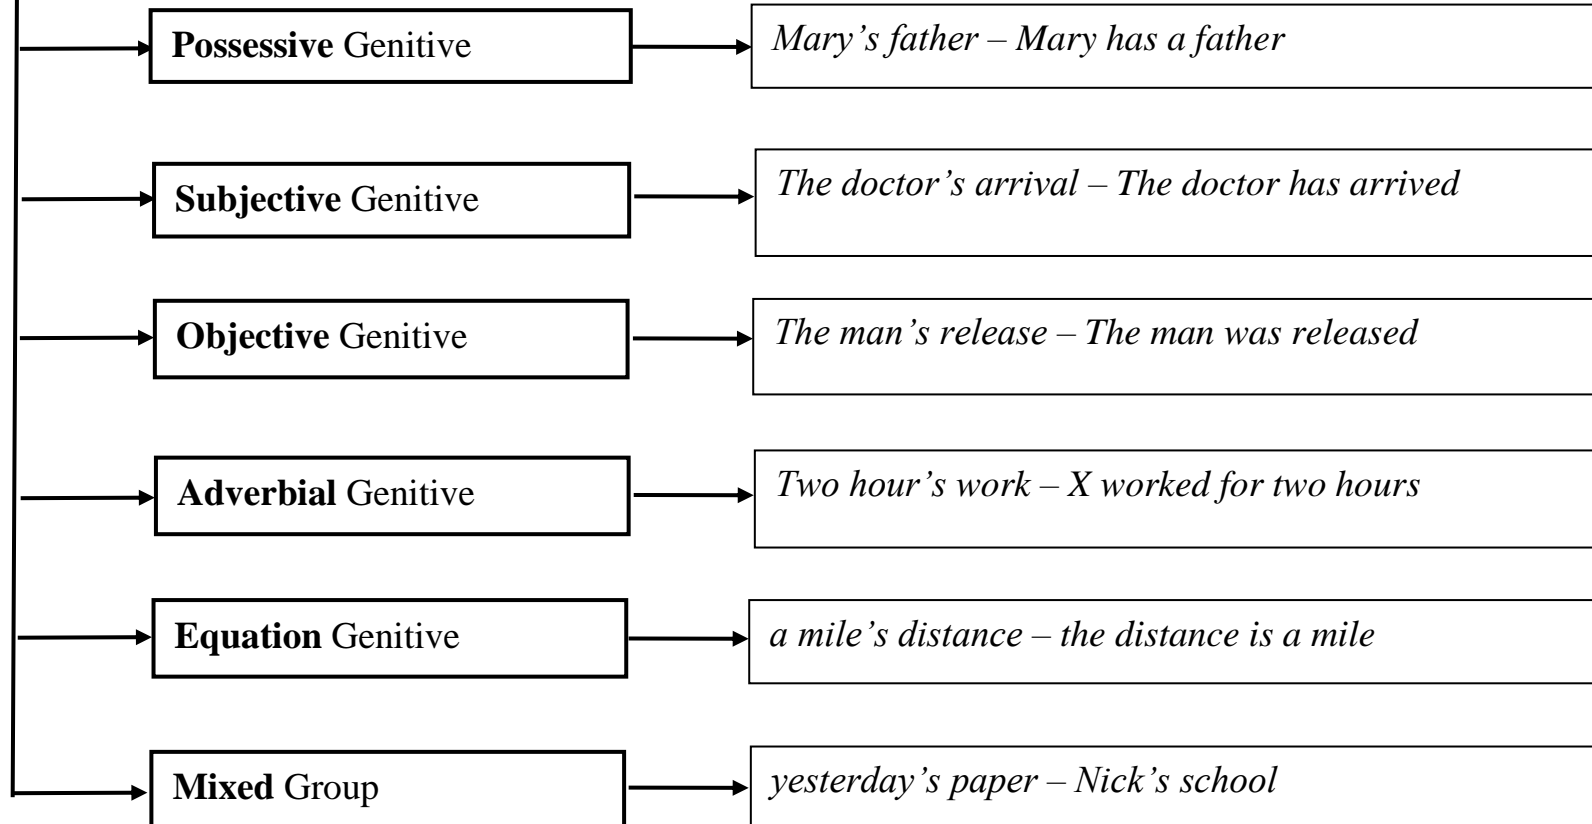 Possessive Genitive
Mary’s father – Mary has a father
Subjective Genitive
The doctor’s arrival – The doctor has arrived
Objective Genitive
The man’s release – The man was released
Adverbial Genitive
Two hour’s work – X worked for two hours
Equation Genitive
a mile’s distance – the distance is a mile
Mixed Group
yesterday’s paper – Nick’s school